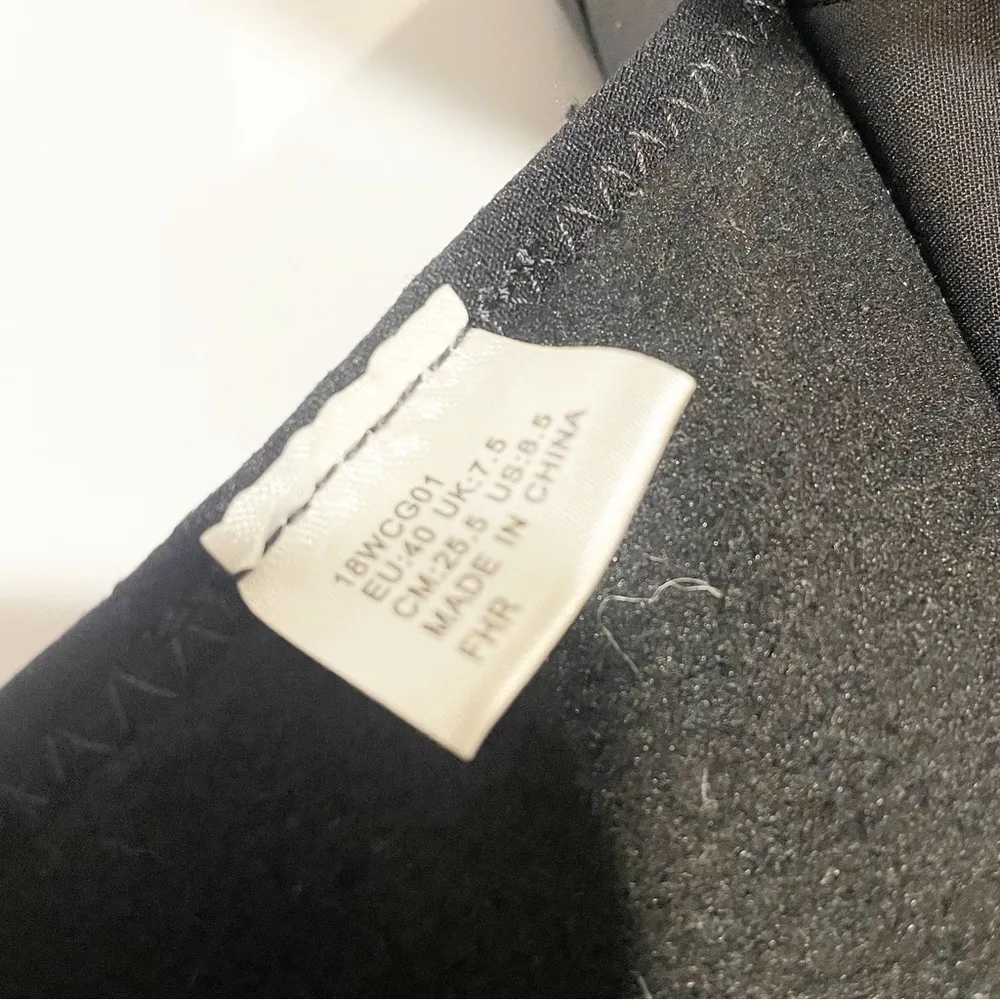 18WCG01
EU:40 UK:7.5
CM:25.5 US:8.5
MADE IN CHINA
FHR